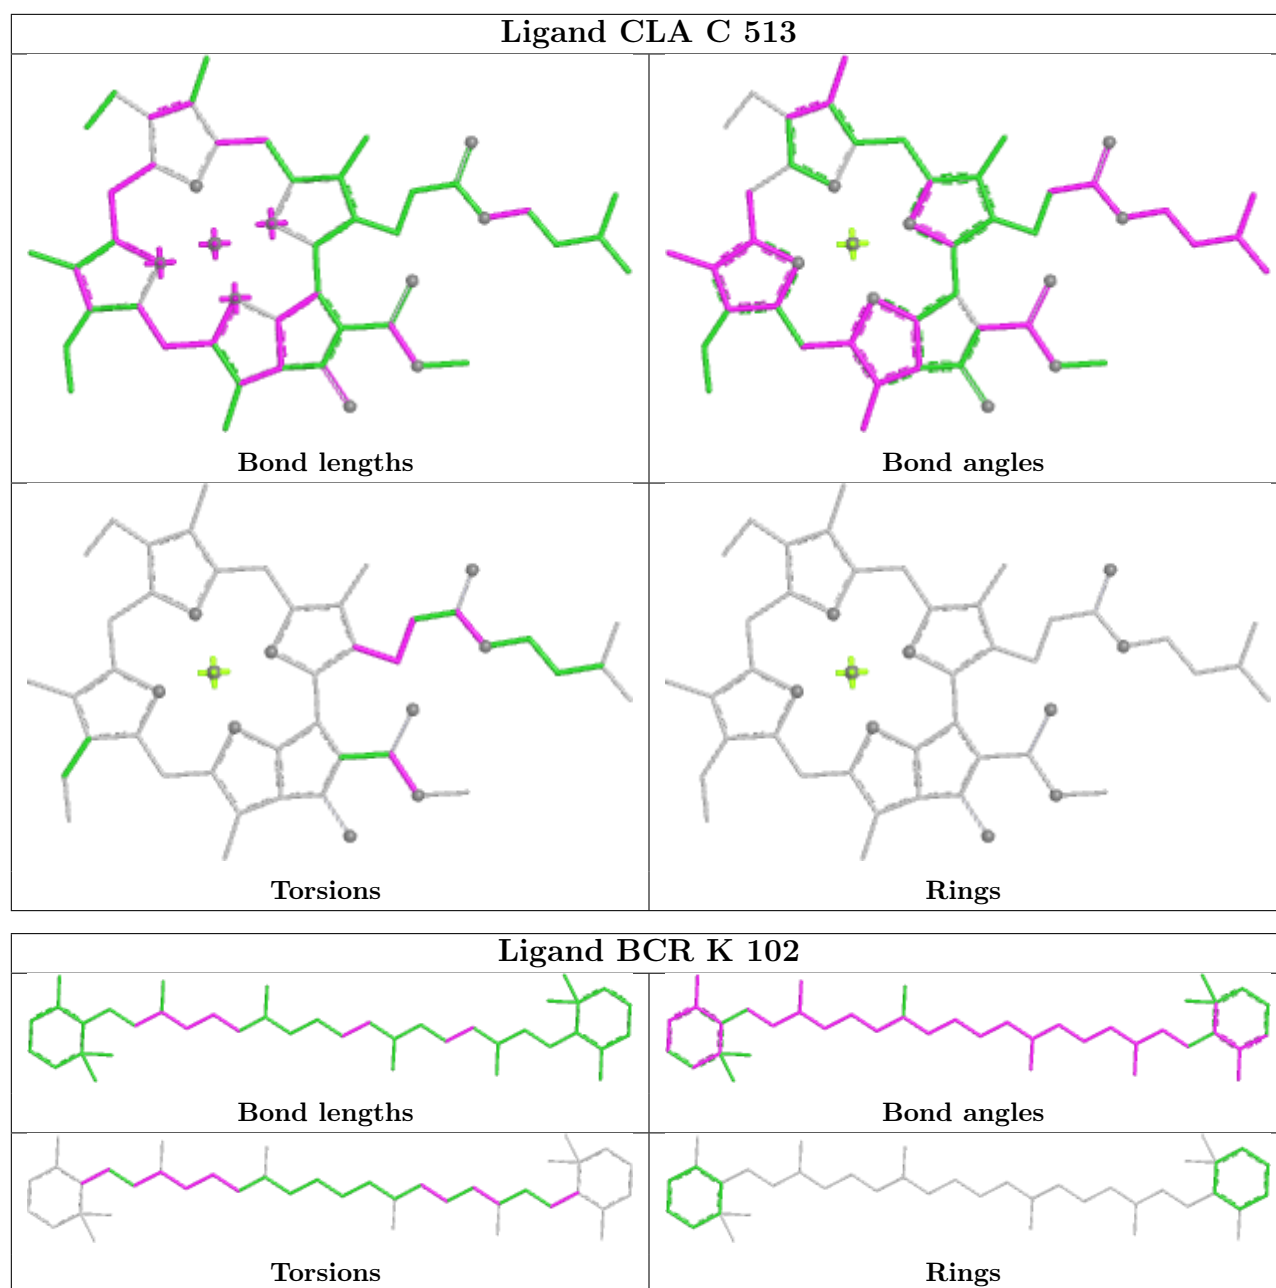 Ligand CLA C 513
Bond lengths
Bond angles
Torsions
Rings
Ligand BCR K 102
Bond lengths
Bond angles
Torsions
Rings